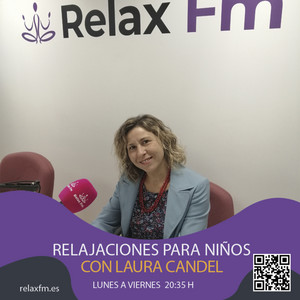 Relax Fm
RELAJACIONES PARA NIÑOS
CON LAURA CANDEL
LUNES A VIERNES 20:35 H
relaxfm.es